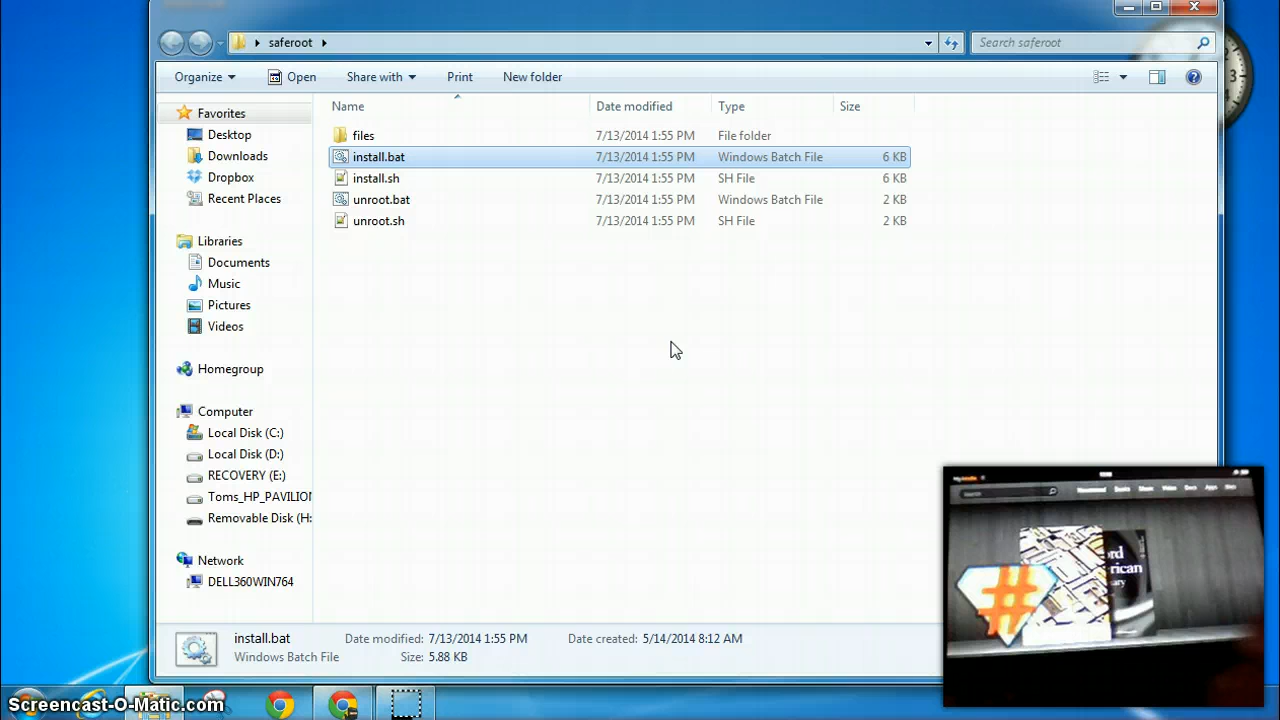 saferoot
Search saferoot
Organize Open Share with Print New folder
Name Date modified Type Size
files 7/13/2014 1:55 PM File folder
install.bat 7/13/2014 1:55 PM Windows Batch File 6 KB
install.sh 7/13/2014 1:55 PM SH File 6 KB
unroot.bat 7/13/2014 1:55 PM Windows Batch File 2 KB
unroot.sh 7/13/2014 1:55 PM SH File 2 KB
Favorites
Desktop
Downloads
Dropbox
Recent Places
Libraries
Documents
Music
Pictures
Videos
Homegroup
Computer
Local Disk (C:)
Local Disk (D:)
RECOVERY (E:)
Toms_HP_PAVILION
Removable Disk (H:
Network
DELL360WIN764
install.bat Date modified: 7/13/2014 1:55 PM Date created: 5/14/2014 8:12 AM
Windows Batch File Size: 5.88 KB
Screencast-O-Matic.com
#